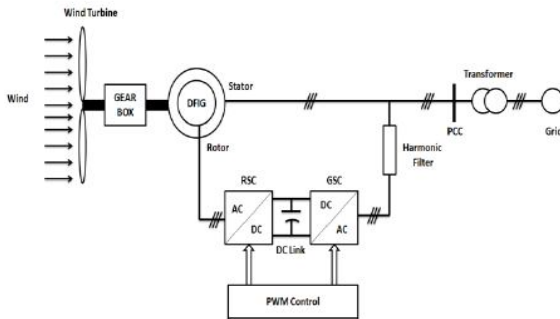 Wind Turbine
Wind
GEAR
BOX
DFIG
Stator
Rotor
Transformer
PCC
Grid
Harmonic
Filter
RSC
GSC
AC
DC
DC
AC
DC Link
PWM Control